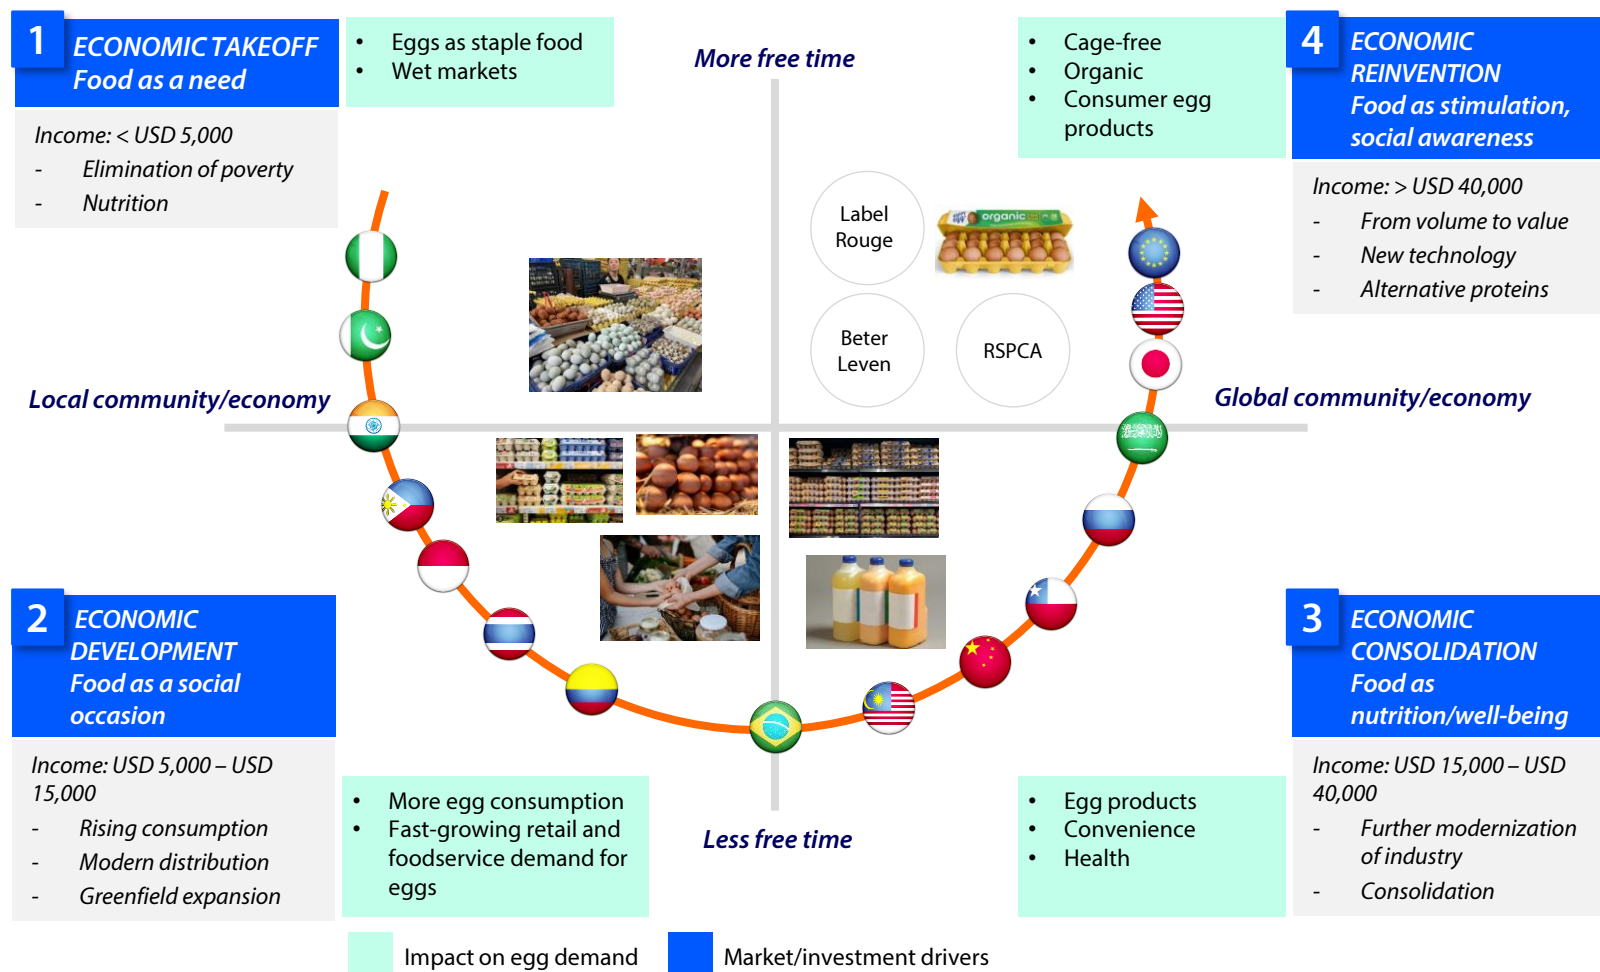 1
ECONOMIC TAKEOFF
Food as a need
Income: < USD 5,000
- Elimination of poverty
- Nutrition
• Eggs as staple food
• Wet markets
More free time
• Cage-free
• Organic
• Consumer egg
products
4
ECONOMIC
REINVENTION
Food as stimulation,
social awareness
Income: > USD 40,000
- From volume to value
- New technology
- Alternative proteins
Label
Rouge
organic
Beter
Leven
RSPCA
Local community/economy
Global community/economy
2
ECONOMIC
DEVELOPMENT
Food as a social
occasion
Income: USD 5,000 – USD
15,000
- Rising consumption
- Modern distribution
- Greenfield expansion
• More egg consumption
• Fast-growing retail and
foodservice demand for
eggs
Less free time
• Egg products
• Convenience
• Health
3
ECONOMIC
CONSOLIDATION
Food as
nutrition/well-being
Income: USD 15,000 – USD
40,000
- Further modernization
of industry
- Consolidation
Impact on egg demand
Market/investment drivers